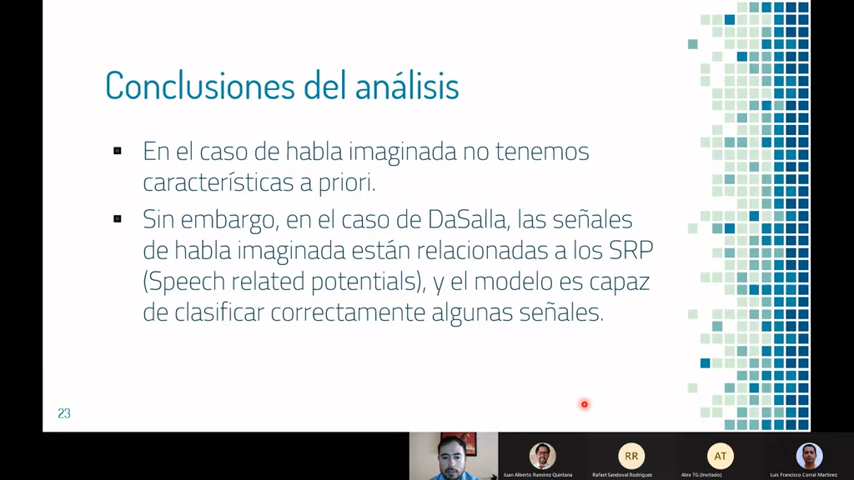 Conclusiones del análisis
En el caso de habla imaginada no tenemos
características a priori.
Sin embargo, en el caso de DaSalla, las señales
de habla imaginada están relacionadas a los SRP
(Speech related potentials), y el modelo es capaz
de clasificar correctamente algunas señales.
23
RR
AT
Juan Alberto Ramirez Quintana
Rafael Sandoval Rodriguez
Alex TG (Invitado)
Luis Francisco Corral Martinez